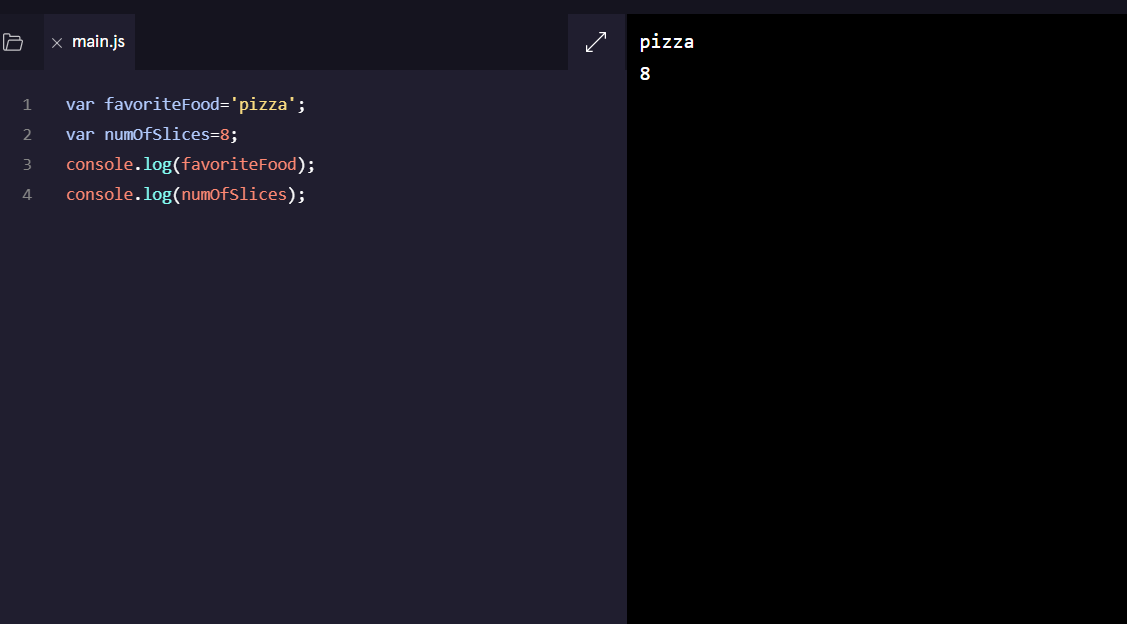 main.js
1 var favoriteFood='pizza';
2 var numOfSlices=8;
3 console.log(favoriteFood);
4 console.log(numOfSlices);
pizza
8